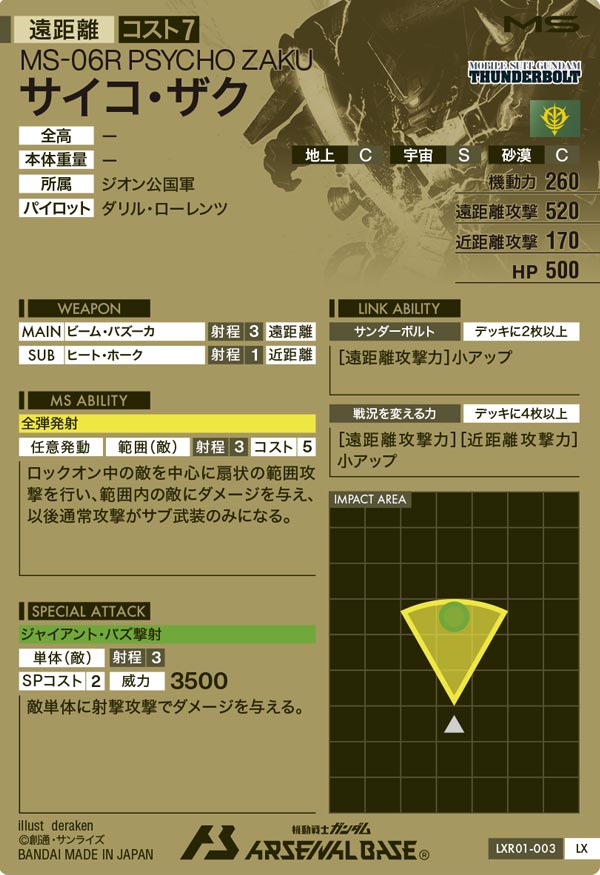 遠距離 コスト7
MS
MS-06R PSYCHO ZAKU
サイコ・ザク
MOBILE SUIT GUNDAM
THUNDERBOLT
全高 ー
本体重量 ー
所属 ジオン公国軍
パイロット ダリル・ローレンツ
地上 C 宇宙 S 砂漠 C
機動力 260
遠距離攻撃 520
近距離攻撃 170
HP 500
WEAPON
MAIN ビーム・バズーカ 射程 3 遠距離
SUB ヒート・ホーク 射程 1 近距離
MS ABILITY
全弾発射
任意発動 範囲(敵) 射程 3 コスト 5
ロックオン中の敵を中心に扇状の範囲攻
撃を行い、範囲内の敵にダメージを与え、
以後通常攻撃がサブ武装のみになる。
SPECIAL ATTACK
ジャイアント・バズ撃射
単体(敵) 射程 3
SPコスト 2 威力 3500
敵単体に射撃攻撃でダメージを与える。
LINK ABILITY
サンダーボルト デッキに2枚以上
[遠距離攻撃力]小アップ
戦況を変える力 デッキに4枚以上
[遠距離攻撃力][近距離攻撃力]
小アップ
IMPACT AREA
illust deraken
©創通・サンライズ
BANDAI MADE IN JAPAN
機動戦士ガンダム
AB ARSENAL BASE®
LXR01-003 LX